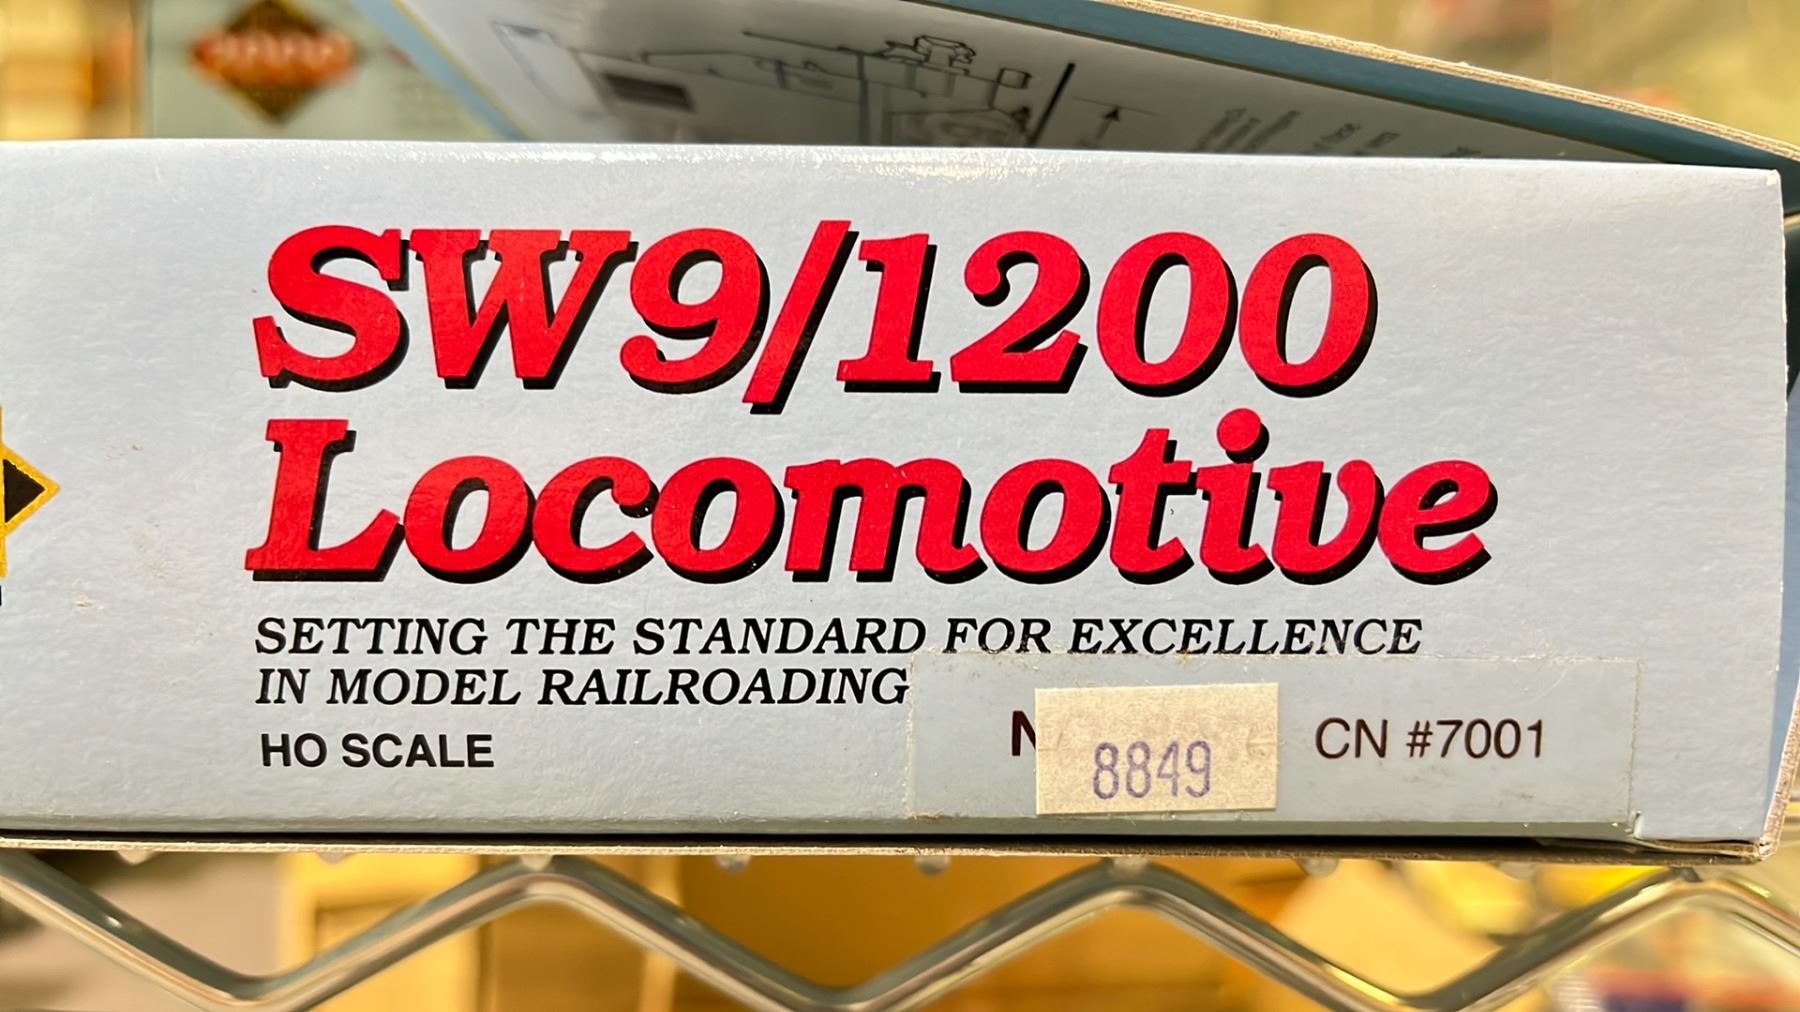 SW9/1200
Locomotive
SETTING THE STANDARD FOR EXCELLENCE
IN MODEL RAILROADING
HO SCALE
8849
CN #7001